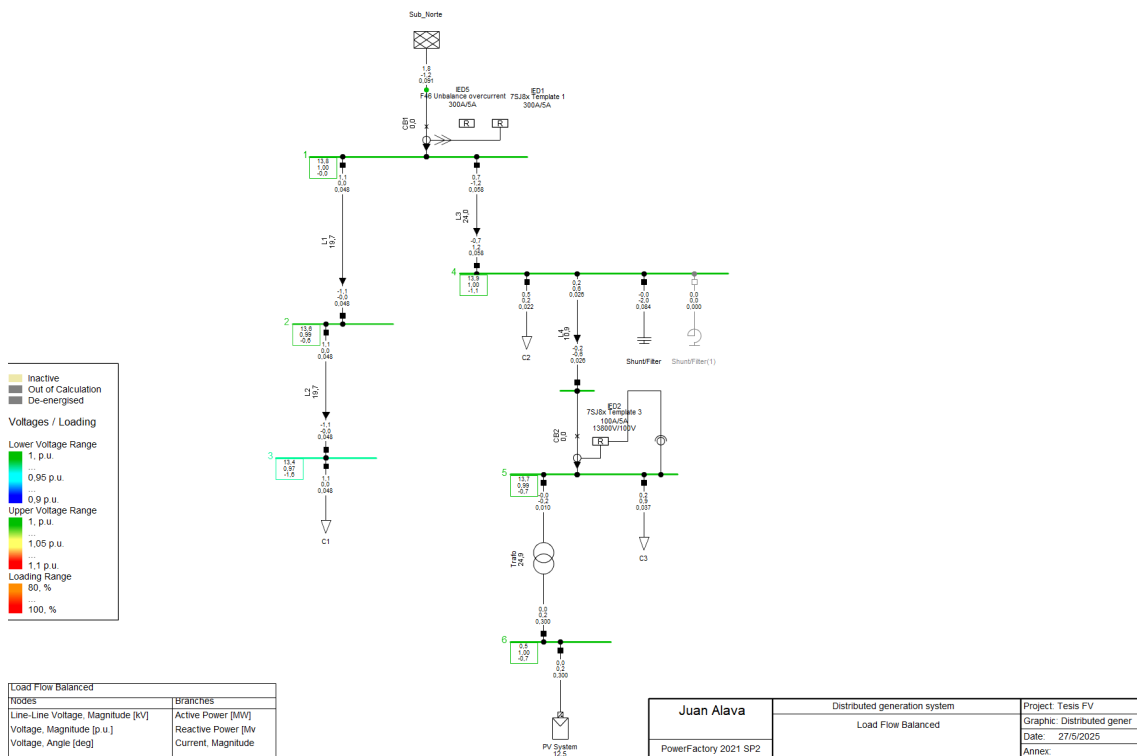 Sub_Norte
1,8
-1,2
0,091
IED5
F46 Unbalance overcurrent
300A/5A
IED1
7SJ8x Template 1
300A/5A
R
R
CB1
0,0
1
13,8
1,00
-0,0
1,1
0,0
0,048
0,7
-1,2
0,058
L1
19,7
L3
24,0
-0,7
1,2
0,058
4
13,8
1,00
-1,1
0,5
0,2
0,022
0,2
0,6
0,026
-0,0
-2,0
0,084
0,0
0,0
0,000
-1,1
-0,0
0,048
2
13,6
0,99
-0,6
1,1
0,0
0,048
C2
L4
10,9
-0,2
-0,6
0,026
Shunt/Filter
Shunt/Filter(1)
L2
19,7
-1,1
-0,0
0,048
IED2
7SJ8x Template 3
100A/5A
13800V/100V
R
CB2
0,0
3
13,4
0,97
-1,6
1,1
0,0
0,048
C1
5
13,7
0,99
-0,7
-0,0
-0,2
0,010
0,2
0,9
0,037
Trafo
24,9
C3
0,0
0,2
0,300
6
0,5
1,00
-0,7
0,0
0,2
0,300
PV System
12,5
Inactive
Out of Calculation
De-energised
Voltages / Loading
Lower Voltage Range
1, p.u.
...
0,95 p.u.
...
0,9 p.u.
Upper Voltage Range
1, p.u.
...
1,05 p.u.
...
1,1 p.u.
Loading Range
80, %
...
100, %
Load Flow Balanced
Nodes
Branches
Line-Line Voltage, Magnitude [kV]
Active Power [MW]
Voltage, Magnitude [p.u.]
Reactive Power [Mv
Voltage, Angle [deg]
Current, Magnitude
Juan Alava
PowerFactory 2021 SP2
Distributed generation system
Load Flow Balanced
Project: Tesis FV
Graphic: Distributed gener
Date: 27/5/2025
Annex: